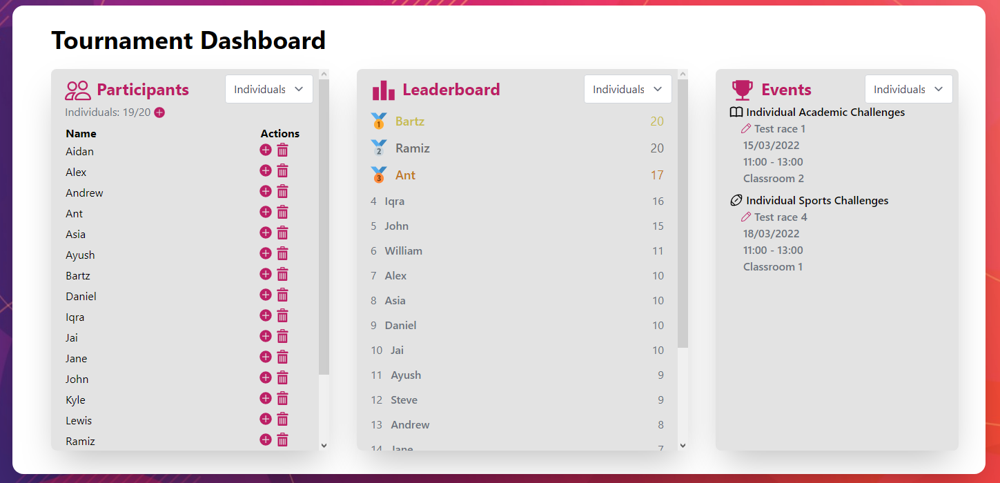 Tournament Dashboard
Participants
Individuals
Individuals: 19/20
Name Actions
Aidan
Alex
Andrew
Ant
Asia
Ayush
Bartz
Daniel
Iqra
Jai
Jane
John
Kyle
Lewis
Ramiz
Leaderboard
Individuals
1 Bartz 20
2 Ramiz 20
3 Ant 17
4 Iqra 16
5 John 15
6 William 11
7 Alex 10
8 Asia 10
9 Daniel 10
10 Jai 10
11 Ayush 9
12 Steve 9
13 Andrew 8
14 Jane 7
Events
Individuals
Individual Academic Challenges
Test race 1
15/03/2022
11:00 - 13:00
Classroom 2
Individual Sports Challenges
Test race 4
18/03/2022
11:00 - 13:00
Classroom 1